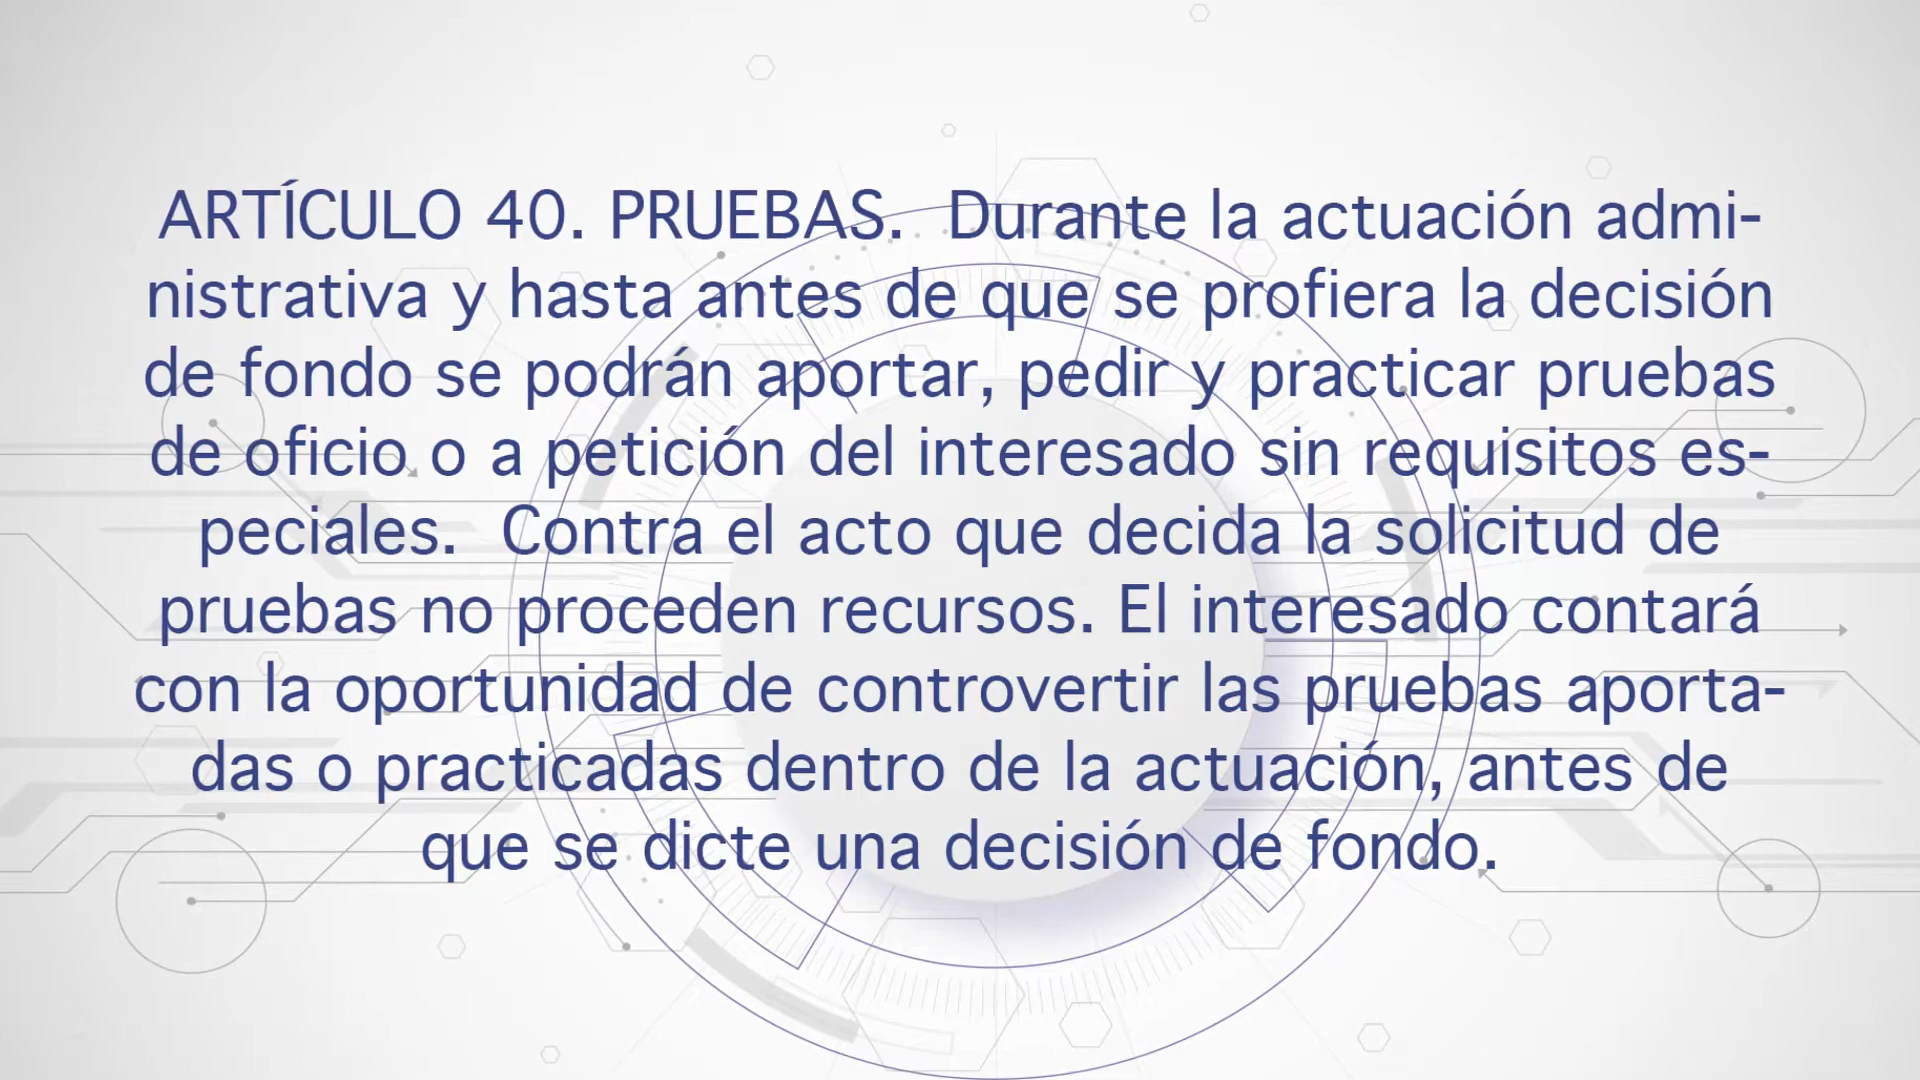 ARTÍCULO 40. PRUEBAS.  Durante la actuación admi-
nistrativa y hasta antes de que se profiera la decisión
de fondo se podrán aportar, pedir y practicar pruebas
de oficio o a petición del interesado sin requisitos es-
peciales.  Contra el acto que decida la solicitud de
pruebas no proceden recursos. El interesado contará
con la oportunidad de controvertir las pruebas aporta-
das o practicadas dentro de la actuación, antes de
que se dicte una decisión de fondo.